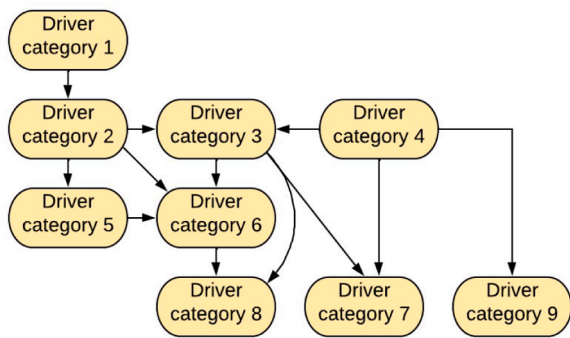 Driver
category 1
Driver
category 2
Driver
category 3
Driver
category 4
Driver
category 5
Driver
category 6
Driver
category 8
Driver
category 7
Driver
category 9